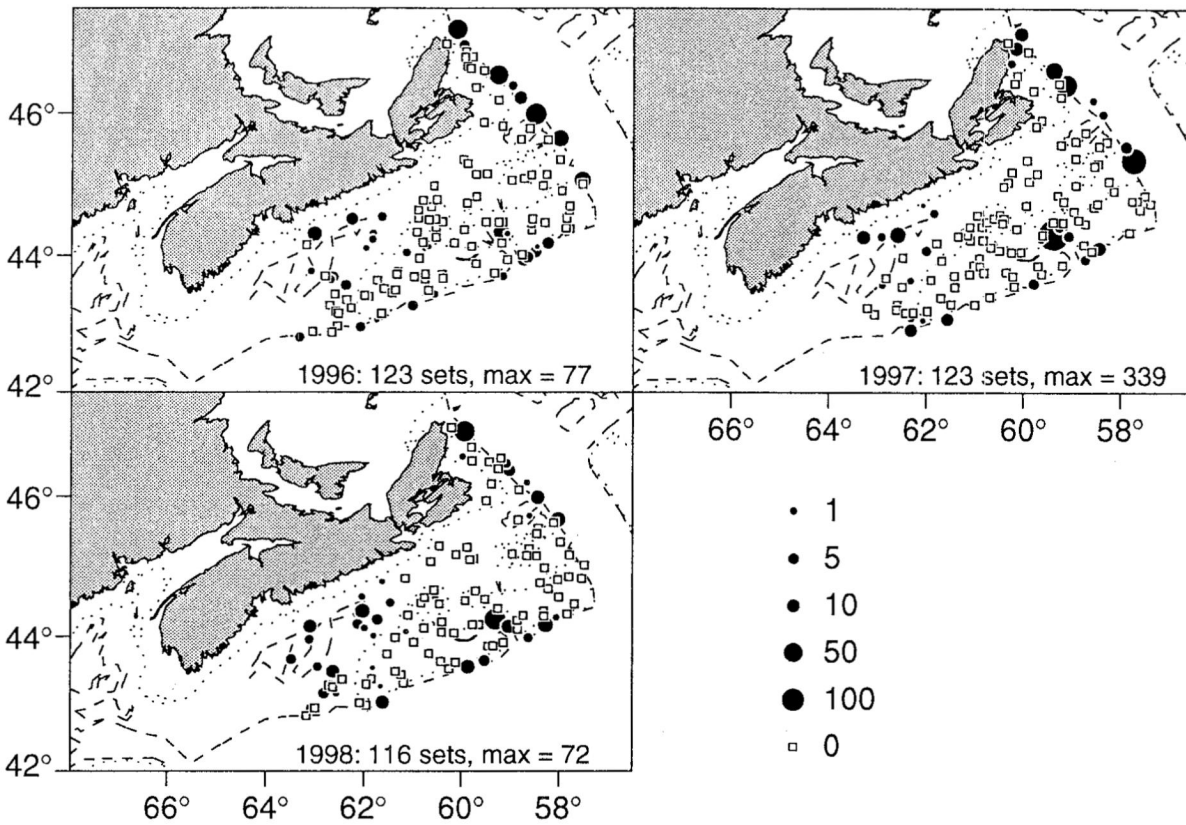 46°
44°
42°
1996: 123 sets, max = 77
1997: 123 sets, max = 339
66° 64° 62° 60° 58°
46°
44°
42°
1998: 116 sets, max = 72
66° 64° 62° 60° 58°
1
5
10
50
100
0